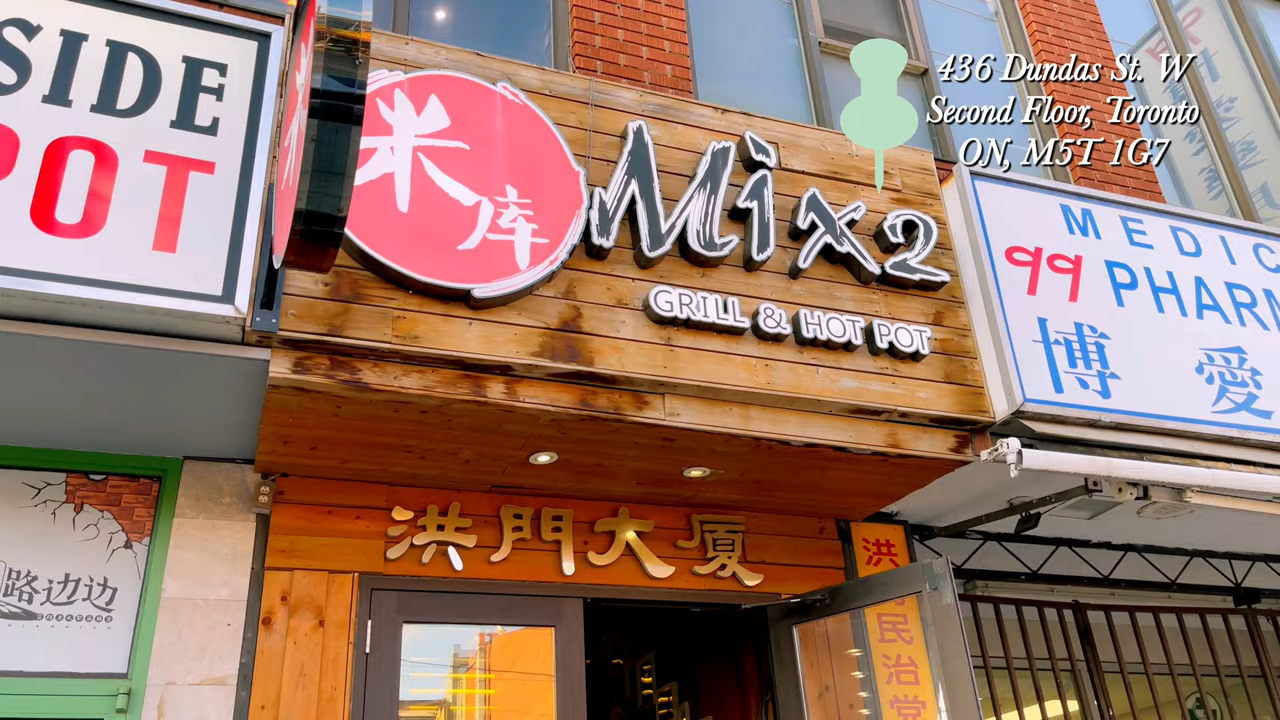 SIDE
POT
米库
Mix2
GRILL & HOT POT
436 Dundas St. W
Second Floor, Toronto
ON, M5T 1G7
MEDIC
99 PHARM
博愛
洪門大厦
路边边
洪
民治党